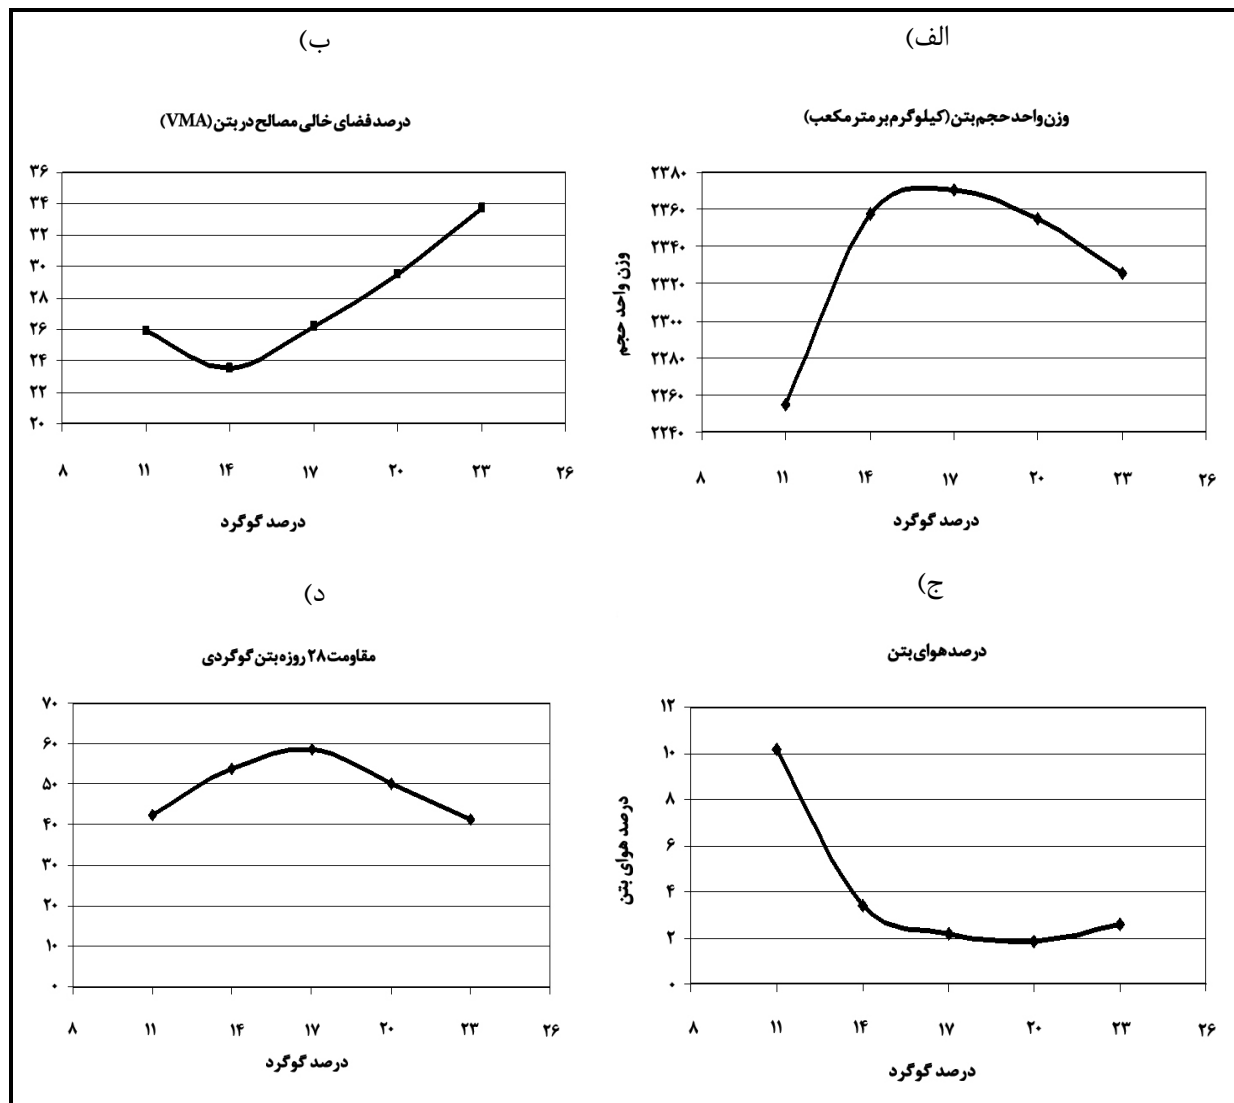 الف)
وزن واحد حجم بتن (کیلوگرم بر متر مکعب)
۲۳۸۰
۲۳۶۰
۲۳۴۰
۲۳۲۰
۲۳۰۰
۲۲۸۰
۲۲۶۰
۲۲۴۰
وزن واحد حجم
۸ ۱۱ ۱۴ ۱۷ ۲۰ ۲۳ ۲۶
درصد گوگرد
ب)
درصد فضای خالی مصالح در بتن (VMA)
۳۶
۳۴
۳۲
۳۰
۲۸
۲۶
۲۴
۲۲
۲۰
۸ ۱۱ ۱۴ ۱۷ ۲۰ ۲۳ ۲۶
درصد گوگرد
ج)
درصد هوای بتن
۱۲
۱۰
۸
۶
۴
۲
۰
درصد هوای بتن
۸ ۱۱ ۱۴ ۱۷ ۲۰ ۲۳ ۲۶
درصد گوگرد
د)
مقاومت ۲۸ روزه بتن گوگردی
۷۰
۶۰
۵۰
۴۰
۳۰
۲۰
۱۰
۰
۸ ۱۱ ۱۴ ۱۷ ۲۰ ۲۳ ۲۶
درصد گوگرد